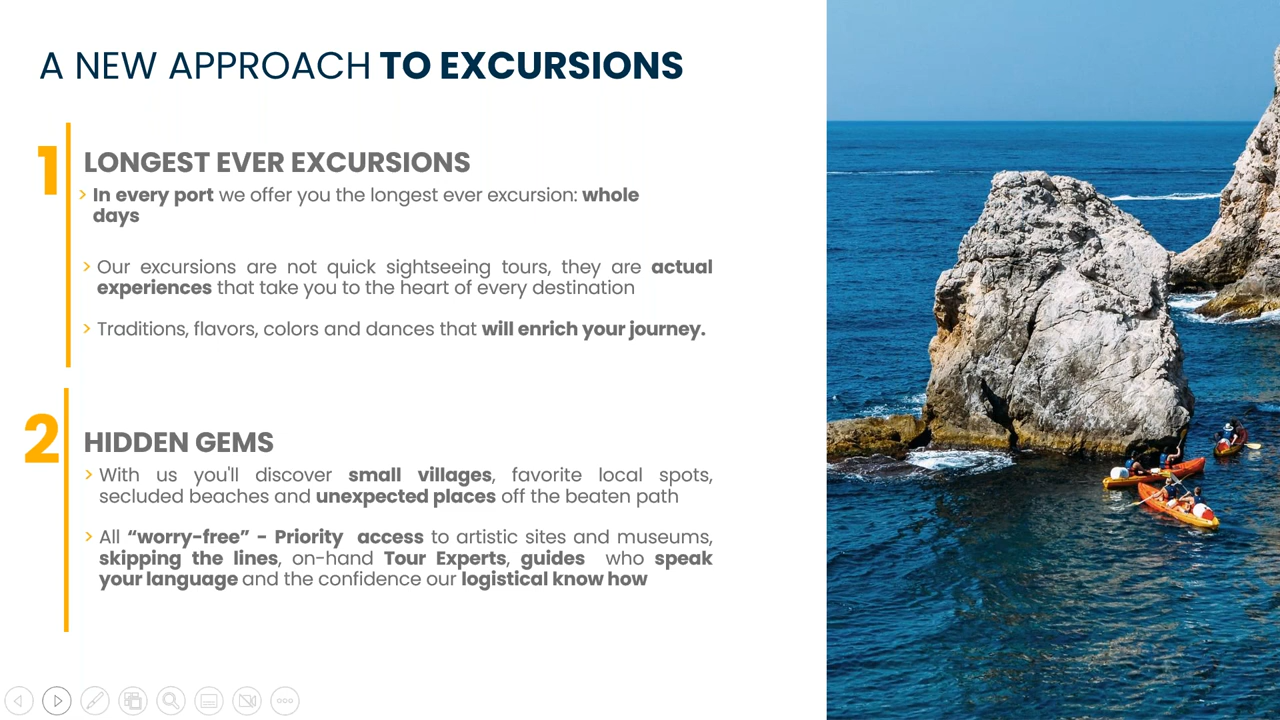 A NEW APPROACH TO EXCURSIONS
1
LONGEST EVER EXCURSIONS
> In every port we offer you the longest ever excursion: whole
days
> Our excursions are not quick sightseeing tours, they are actual
experiences that take you to the heart of every destination
> Traditions, flavors, colors and dances that will enrich your journey.
2
HIDDEN GEMS
> With us you'll discover small villages, favorite local spots,
secluded beaches and unexpected places off the beaten path
> All “worry-free” - Priority access to artistic sites and museums,
skipping the lines, on-hand Tour Experts, guides who speak
your language and the confidence our logistical know how